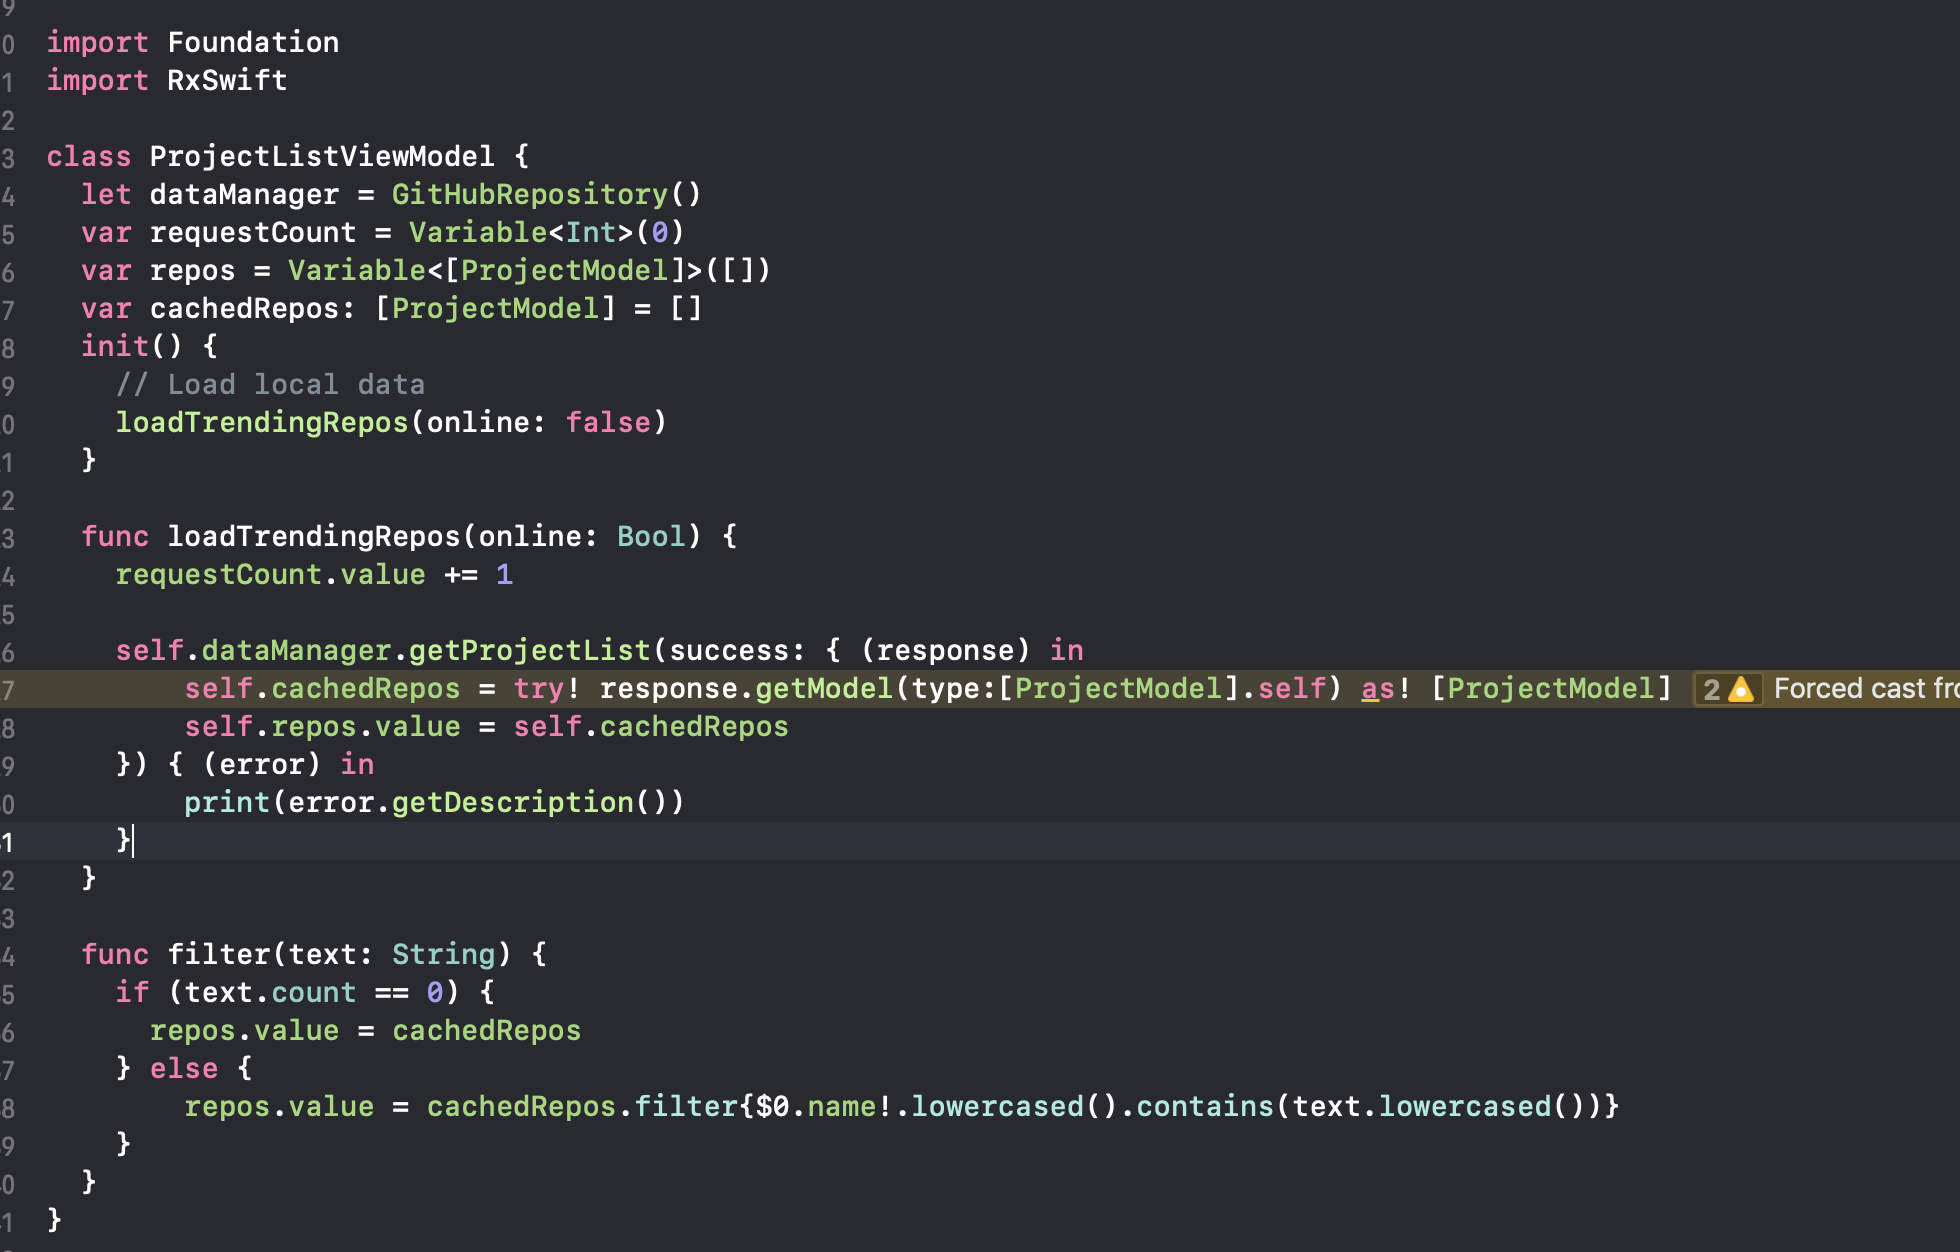 9
0 import Foundation
1 import RxSwift
2
3 class ProjectListViewModel {
4   let dataManager = GitHubRepository()
5   var requestCount = Variable<Int>(0)
6   var repos = Variable<[ProjectModel]>([])
7   var cachedRepos: [ProjectModel] = []
8   init() {
9     // Load local data
0     loadTrendingRepos(online: false)
1   }
2
3   func loadTrendingRepos(online: Bool) {
4     requestCount.value += 1
5
6     self.dataManager.getProjectList(success: { (response) in
7         self.cachedRepos = try! response.getModel(type:[ProjectModel].self) as! [ProjectModel] 2 Forced cast fro
8         self.repos.value = self.cachedRepos
9     }) { (error) in
0         print(error.getDescription())
1     }
2   }
3
4   func filter(text: String) {
5     if (text.count == 0) {
6       repos.value = cachedRepos
7     } else {
8         repos.value = cachedRepos.filter{$0.name!.lowercased().contains(text.lowercased())}
9     }
0   }
1 }